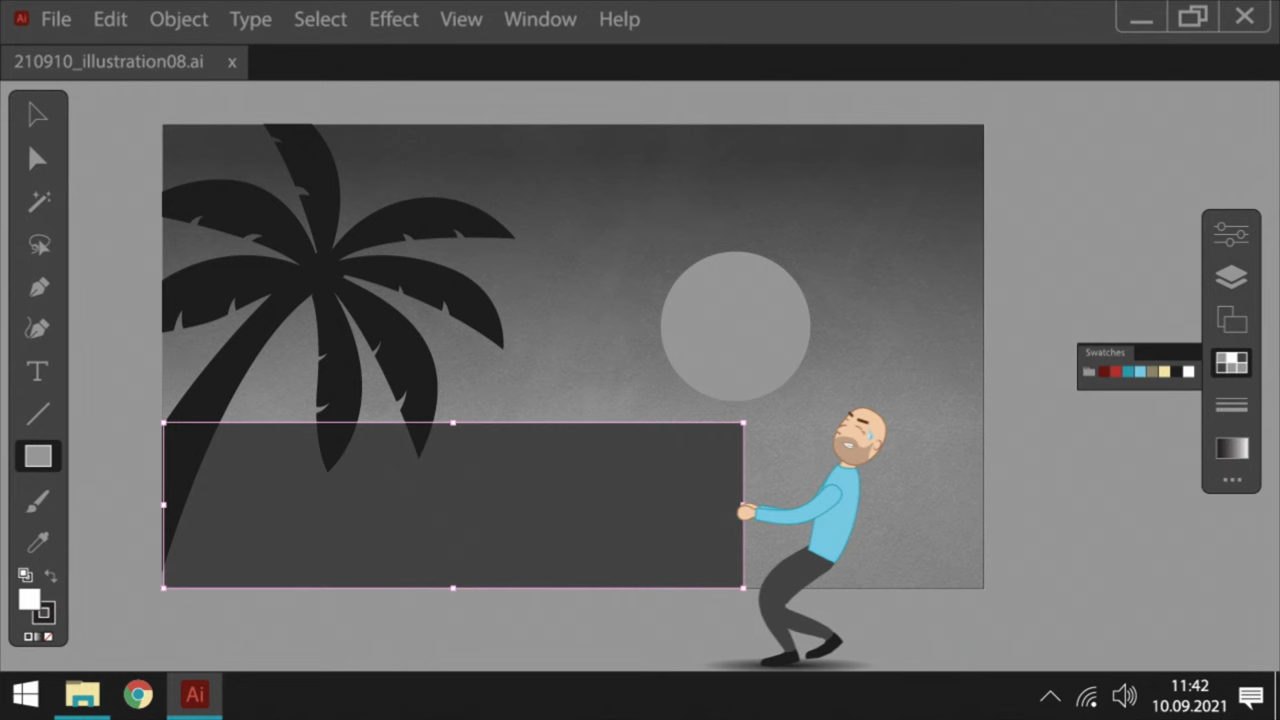 Ai File Edit Object Type Select Effect View Window Help
210910_illustration08.ai x
T
Swatches
Ai
11:42
10.09.2021